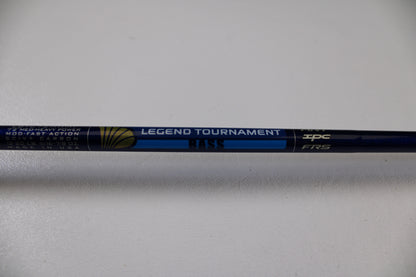 7'2" MED-HEAVY POWER
MOD-FAST ACTION
LEGEND TOURNAMENT
BASS
IPC
FRS